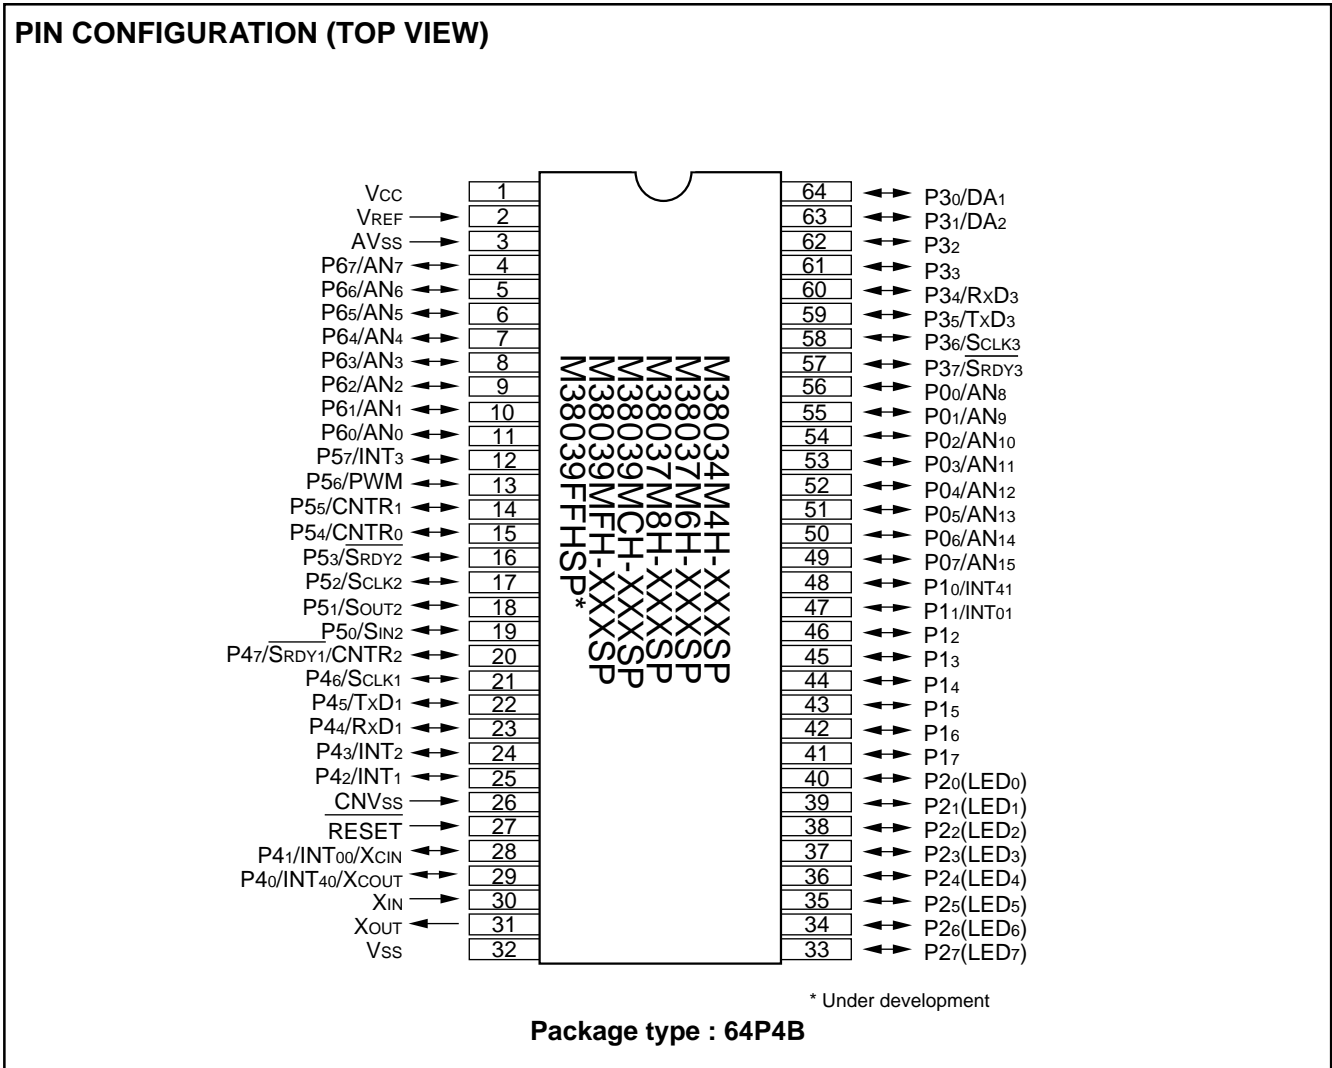 PIN CONFIGURATION (TOP VIEW)
VCC 1
VREF 2
AVSS 3
P67/AN7 4
P66/AN6 5
P65/AN5 6
P64/AN4 7
P63/AN3 8
P62/AN2 9
P61/AN1 10
P60/AN0 11
P57/INT3 12
P56/PWM 13
P55/CNTR1 14
P54/CNTR0 15
P53/SRDY2 16
P52/SCLK2 17
P51/SOUT2 18
P50/SIN2 19
P47/SRDY1/CNTR2 20
P46/SCLK1 21
P45/TXD1 22
P44/RXD1 23
P43/INT2 24
P42/INT1 25
CNVSS 26
RESET 27
P41/INT00/XCIN 28
P40/INT40/XCOUT 29
XIN 30
XOUT 31
VSS 32
M38034M4H-XXXSP
M38037M6H-XXXSP
M38037M8H-XXXSP
M38039MCH-XXXSP
M38039MFH-XXXSP
M38039FFHSP*
64 P30/DA1
63 P31/DA2
62 P32
61 P33
60 P34/RXD3
59 P35/TXD3
58 P36/SCLK3
57 P37/SRDY3
56 P00/AN8
55 P01/AN9
54 P02/AN10
53 P03/AN11
52 P04/AN12
51 P05/AN13
50 P06/AN14
49 P07/AN15
48 P10/INT41
47 P11/INT01
46 P12
45 P13
44 P14
43 P15
42 P16
41 P17
40 P20(LED0)
39 P21(LED1)
38 P22(LED2)
37 P23(LED3)
36 P24(LED4)
35 P25(LED5)
34 P26(LED6)
33 P27(LED7)
* Under development
Package type : 64P4B